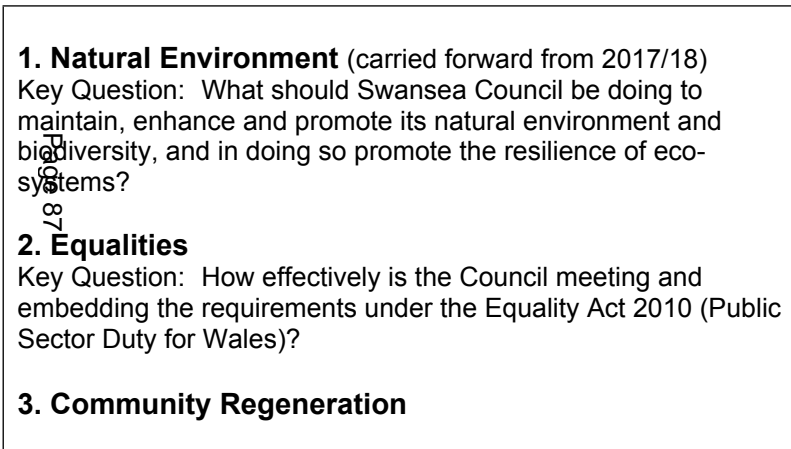 1. Natural Environment (carried forward from 2017/18)
Key Question: What should Swansea Council be doing to
maintain, enhance and promote its natural environment and
biodiversity, and in doing so promote the resilience of eco-
systems?
Page 87
2. Equalities
Key Question: How effectively is the Council meeting and
embedding the requirements under the Equality Act 2010 (Public
Sector Duty for Wales)?
3. Community Regeneration